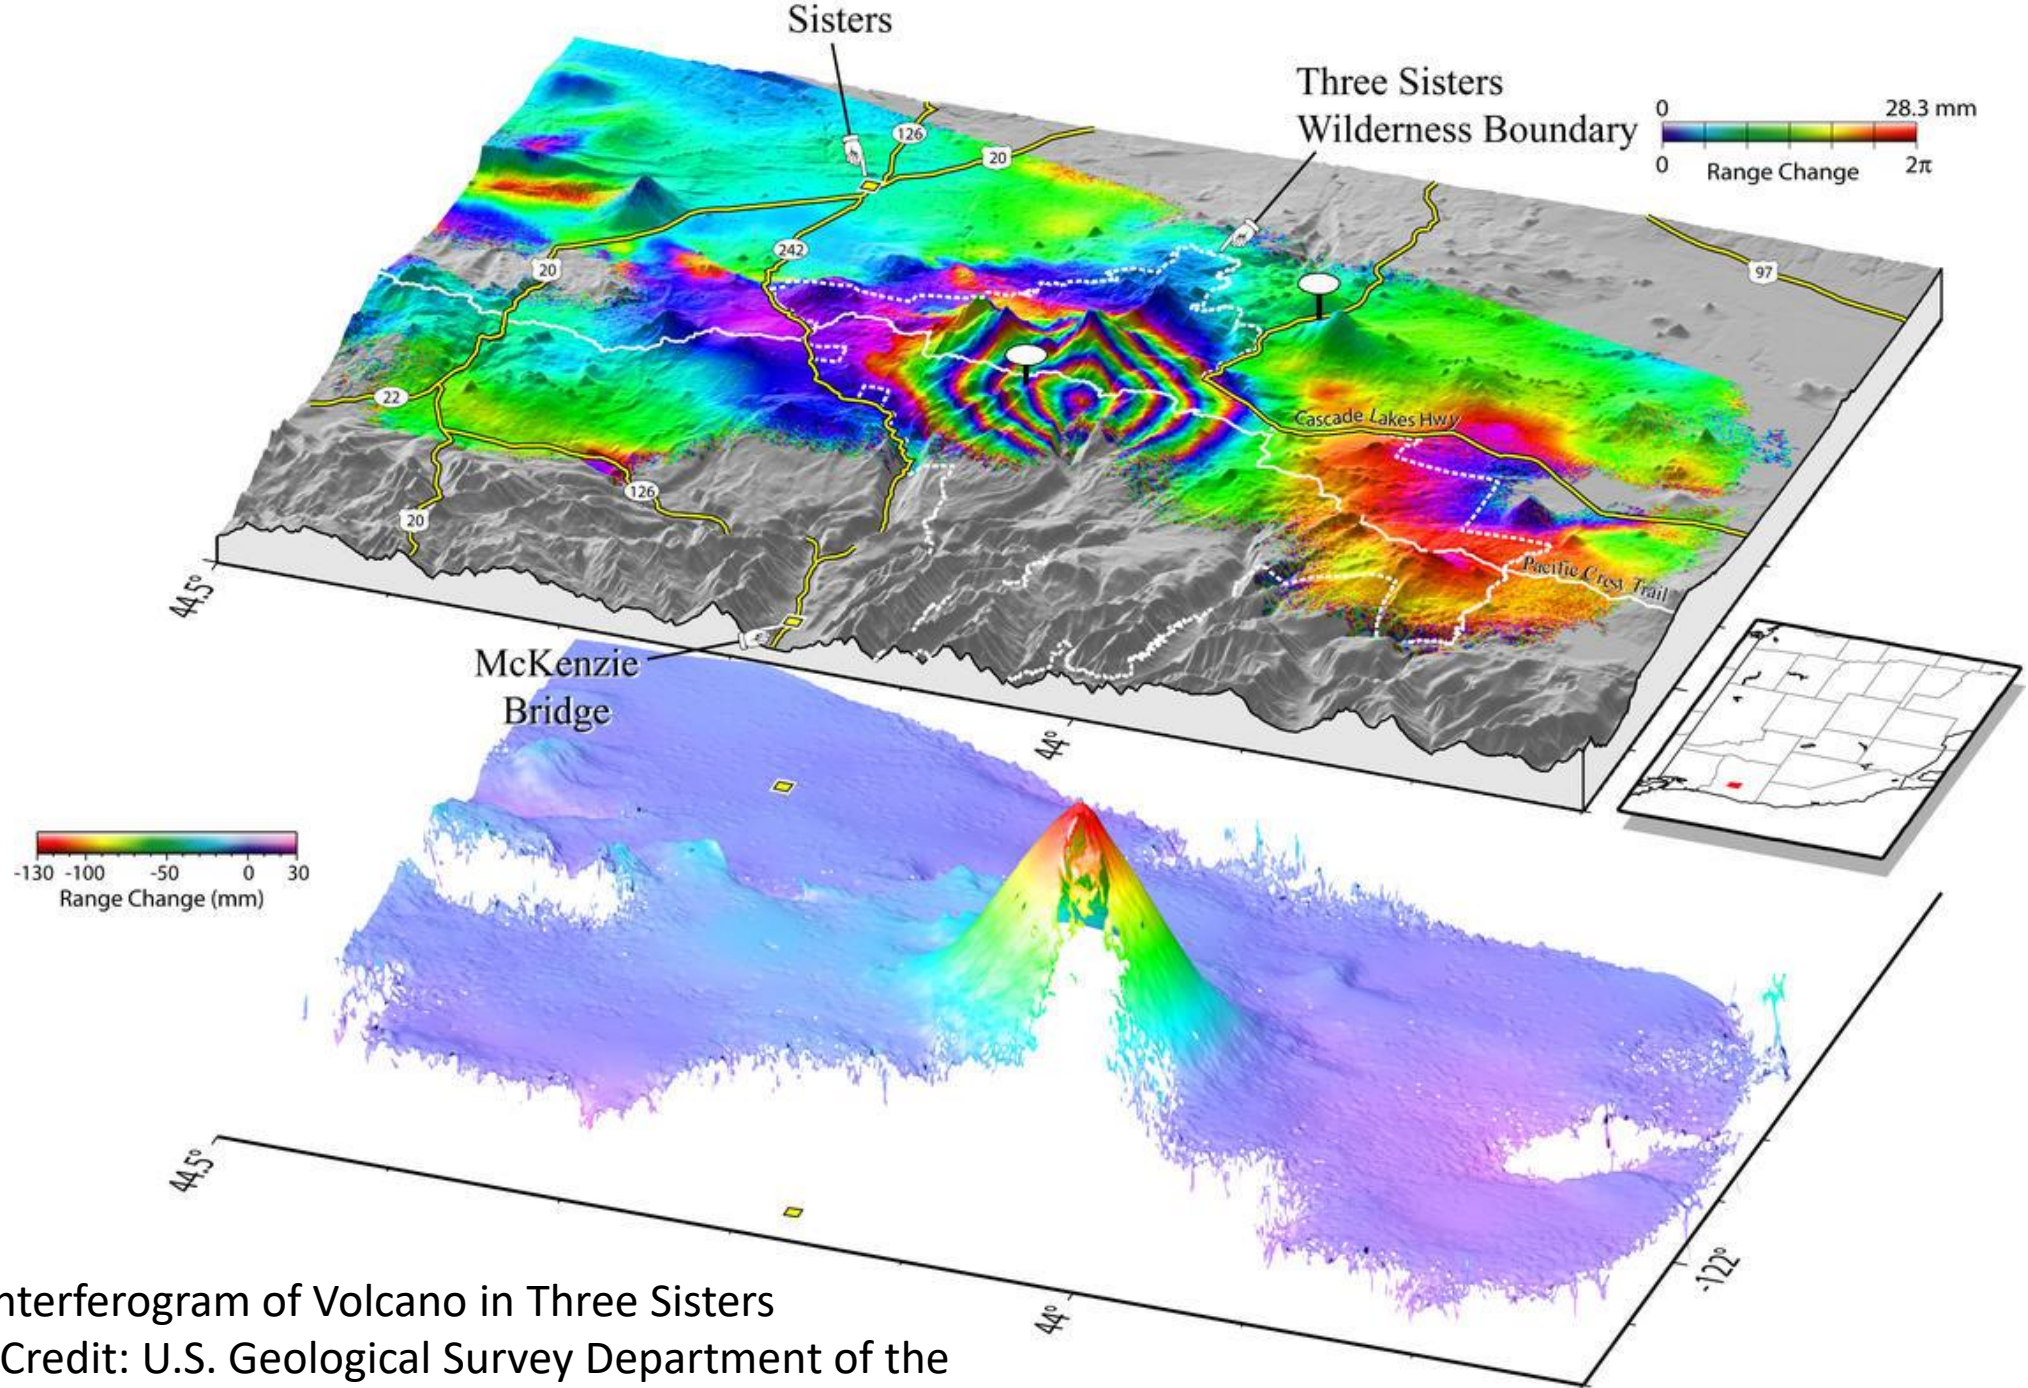 Sisters
Three Sisters
Wilderness Boundary
0
28.3 mm
0
Range Change
2π
126
20
242
97
20
22
Cascade Lakes Hwy
126
20
Pacific Crest Trail
44.5°
McKenzie
Bridge
44°
-130 -100 -50 0 30
Range Change (mm)
44.5°
-122°
44°
nterferogram of Volcano in Three Sisters
Credit: U.S. Geological Survey Department of the